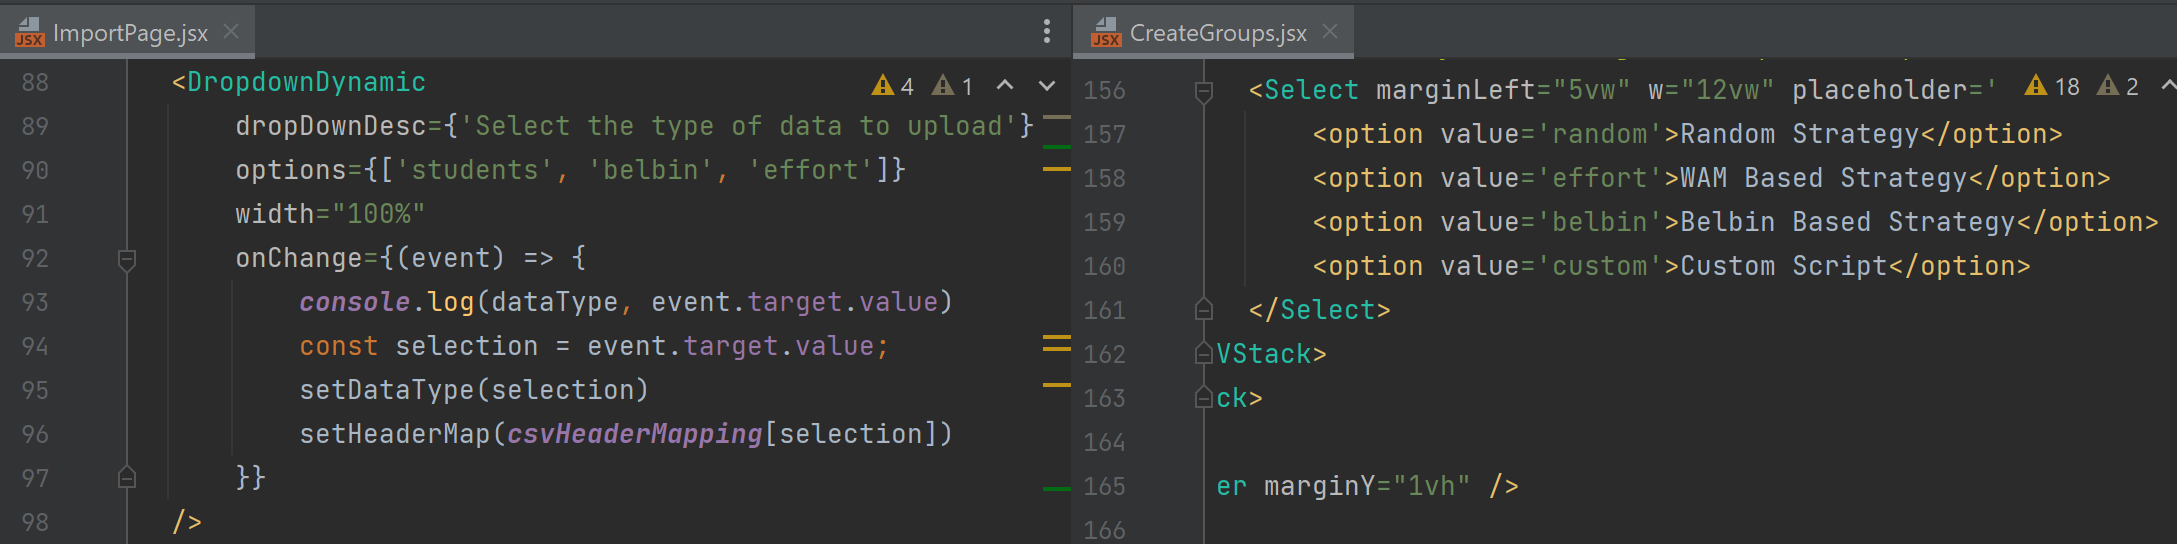 JSX ImportPage.jsx
88 <DropdownDynamic 4 1
89 dropDownDesc={'Select the type of data to upload'}
90 options={['students', 'belbin', 'effort']}
91 width="100%"
92 onChange={(event) => {
93 console.log(dataType, event.target.value)
94 const selection = event.target.value;
95 setDataType(selection)
96 setHeaderMap(csvHeaderMapping[selection])
97 }}
98 />
JSX CreateGroups.jsx
156 <Select marginLeft="5vw" w="12vw" placeholder=' 18 2
157 <option value='random'>Random Strategy</option>
158 <option value='effort'>WAM Based Strategy</option>
159 <option value='belbin'>Belbin Based Strategy</option>
160 <option value='custom'>Custom Script</option>
161 </Select>
162 VStack>
163 ck>
164
165 er marginY="1vh" />
166